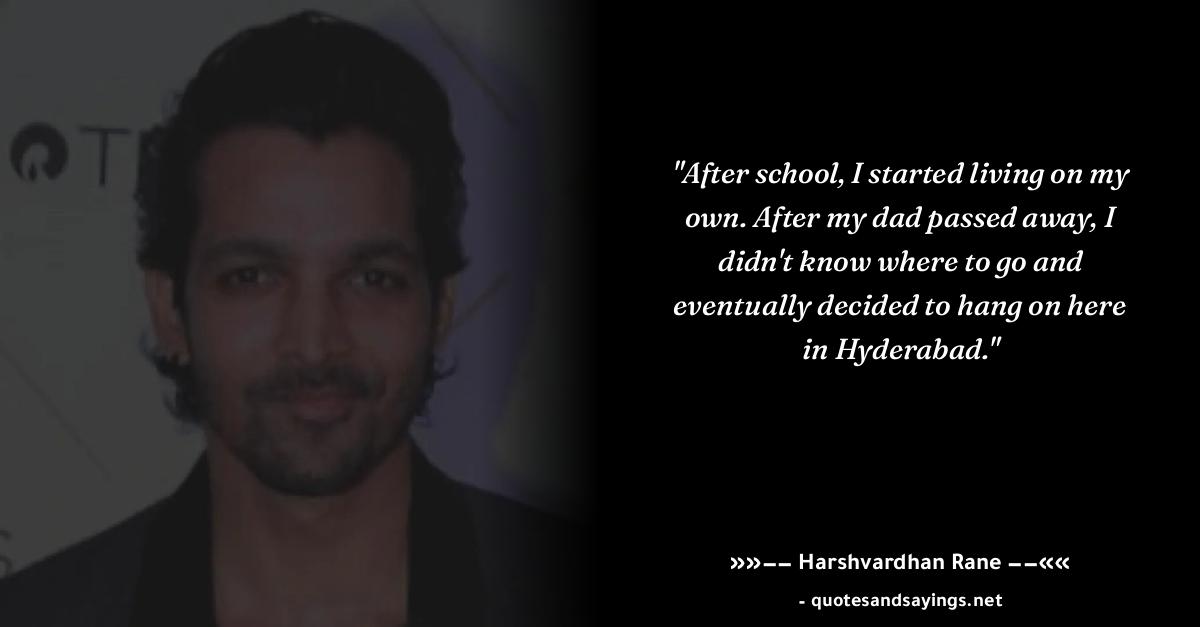 T
S
"After school, I started living on my
own. After my dad passed away, I
didn't know where to go and
eventually decided to hang on here
in Hyderabad."
»»−− Harshvardhan Rane −−««
- quotesandsayings.net